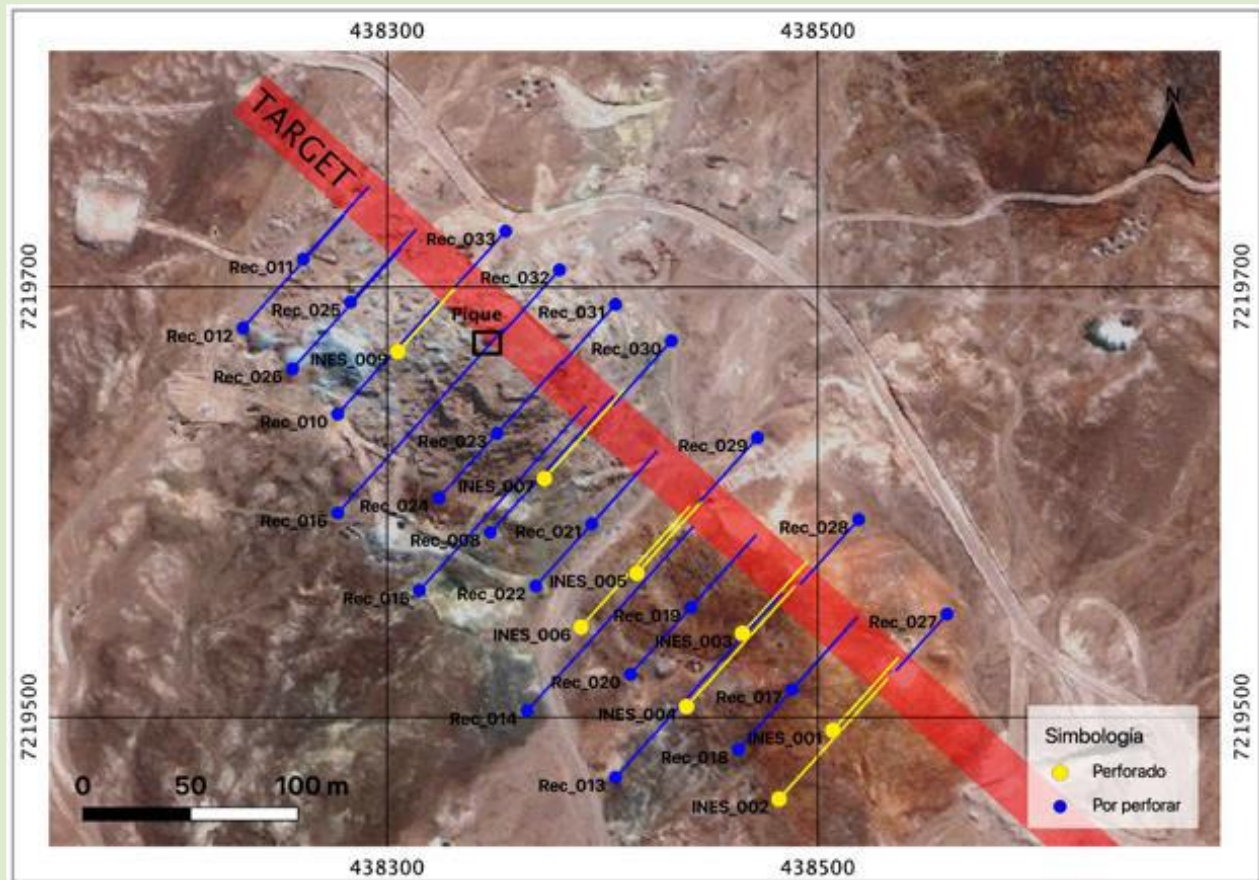 438300
438500
N
TARGET
Rec_033
Rec_011
Rec_032
7219700
7219700
Rec_025
Rec_031
Pique
Rec_012
Rec_030
INES_009
Rec_026
Rec_010
Rec_023
Rec_029
INES_007
Rec_024
Rec_016
Rec_028
Rec_008
Rec_021
INES_005
Rec_022
Rec_015
Rec_019
Rec_027
INES_006
INES_003
Rec_020
Rec_017
INES_004
Rec_014
7219500
7219500
INES_001
Rec_018
Simbología
Perforado
Rec_013
0 50 100 m
INES_002
Por perforar
438300
438500